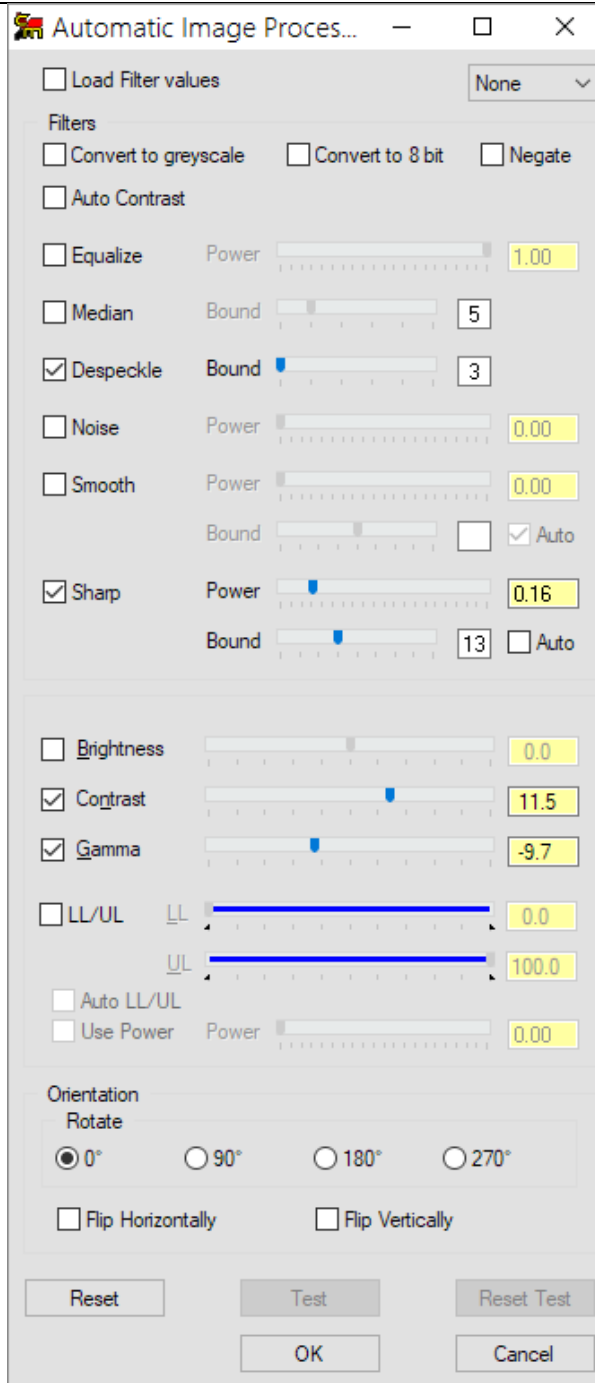 Automatic Image Proces...
Load Filter values None
Filters
Convert to greyscale Convert to 8 bit Negate
Auto Contrast
Equalize Power 1.00
Median Bound 5
Despeckle Bound 3
Noise Power 0.00
Smooth Power 0.00
Bound Auto
Sharp Power 0.16
Bound 13 Auto
Brightness 0.0
Contrast 11.5
Gamma -9.7
LL/UL LL 0.0
UL 100.0
Auto LL/UL
Use Power Power 0.00
Orientation
Rotate
0° 90° 180° 270°
Flip Horizontally Flip Vertically
Reset Test Reset Test
OK Cancel